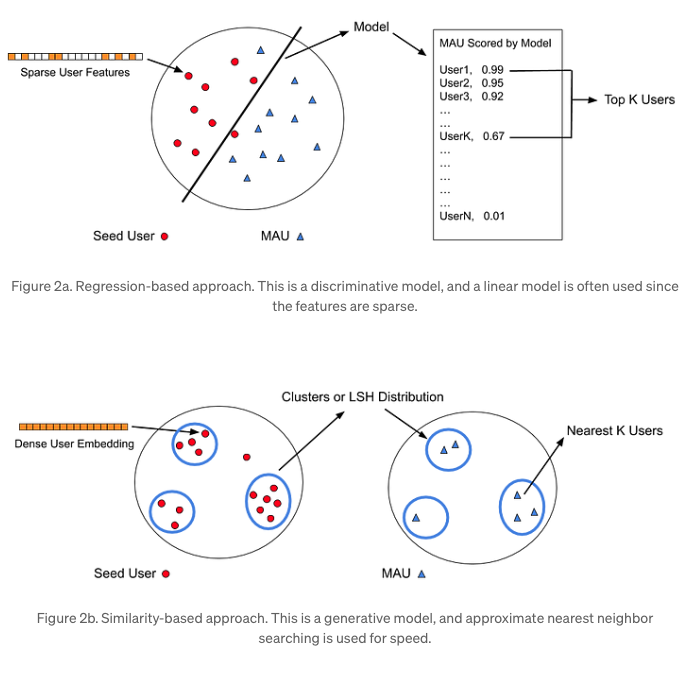 Model
Sparse User Features
MAU Scored by Model
User1, 0.99
User2, 0.95
User3, 0.92
...
...
UserK, 0.67
...
...
...
...
...
UserN, 0.01
Top K Users
Seed User
MAU
Figure 2a. Regression-based approach. This is a discriminative model, and a linear model is often used since
the features are sparse.
Clusters or LSH Distribution
Dense User Embedding
Nearest K Users
Seed User
MAU
Figure 2b. Similarity-based approach. This is a generative model, and approximate nearest neighbor
searching is used for speed.